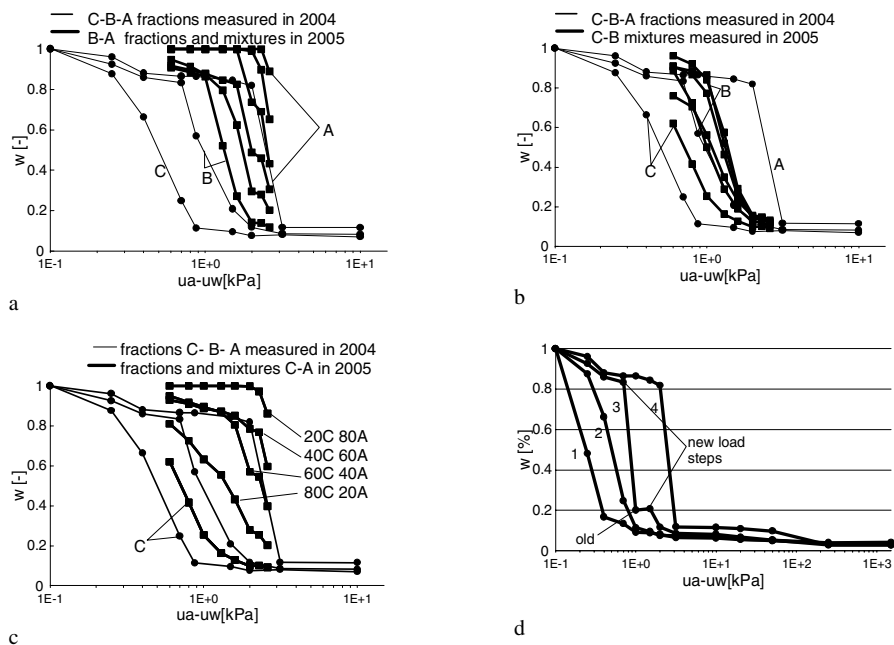 C-B-A fractions measured in 2004
B-A fractions and mixtures in 2005
1
0.8
0.6
0.4
0.2
0
w [-]
C
B
A
1E-1
1E+0
1E+1
ua-uw[kPa]
a
C-B-A fractions measured in 2004
C-B mixtures measured in 2005
1
0.8
0.6
0.4
0.2
0
w [-]
B
C
A
1E-1
1E+0
1E+1
ua-uw[kPa]
b
fractions C- B- A measured in 2004
fractions and mixtures C-A in 2005
1
0.8
0.6
0.4
0.2
0
w [-]
20C 80A
40C 60A
60C 40A
80C 20A
C
1E-1
1E+0
1E+1
ua-uw[kPa]
c
1
0.8
0.6
0.4
0.2
0
w [%]
1
2
3
4
new load
steps
old
1E-1
1E+0
1E+1
1E+2
1E+3
ua-uw[kPa]
d